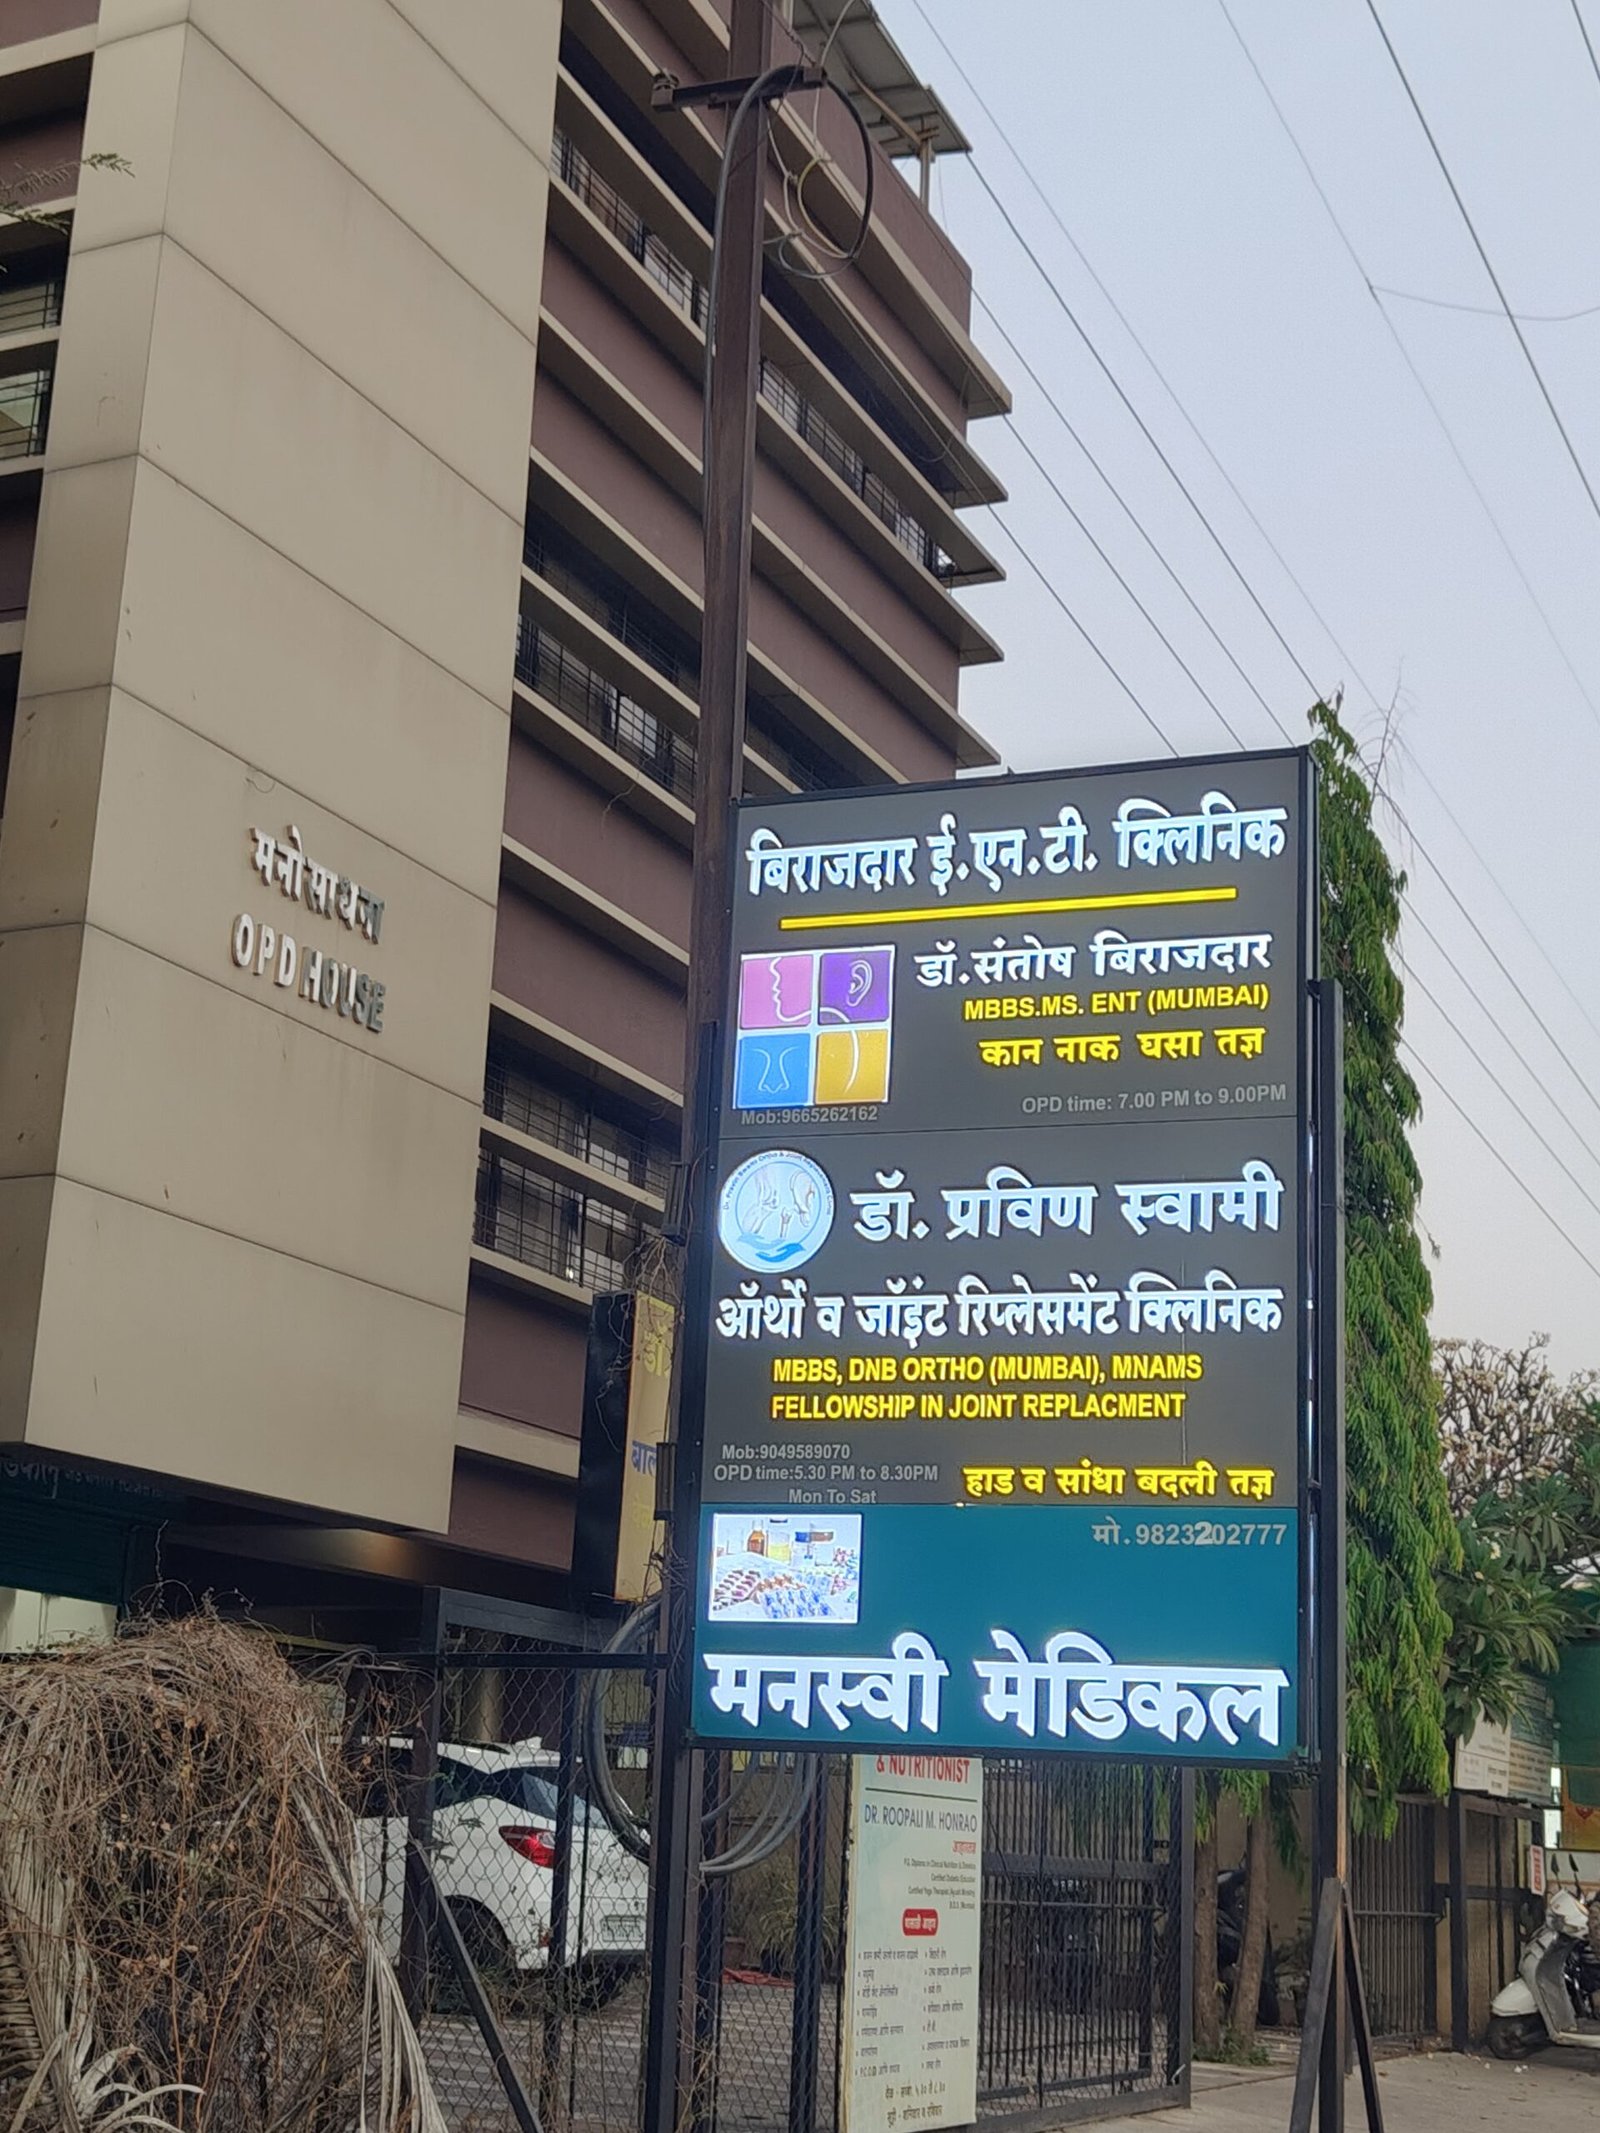 मनोसाधना
OPD HOUSE
बिराजदार ई.एन.टी. क्लिनिक
डॉ.संतोष बिराजदार
MBBS.MS. ENT (MUMBAI)
कान नाक घसा तज्ञ
Mob:9665262162
OPD time: 7.00 PM to 9.00PM
डॉ. प्रविण स्वामी
ऑर्थो व जॉइंट रिप्लेसमेंट क्लिनिक
MBBS, DNB ORTHO (MUMBAI), MNAMS
FELLOWSHIP IN JOINT REPLACMENT
Mob:9049589070
OPD time:5.30 PM to 8.30PM
Mon To Sat
हाड व सांधा बदली तज्ञ
मो.9823202777
मनस्वी मेडिकल
& NUTRITIONIST
DR. ROOPALI M. HONRAO
आहारतज्ञ